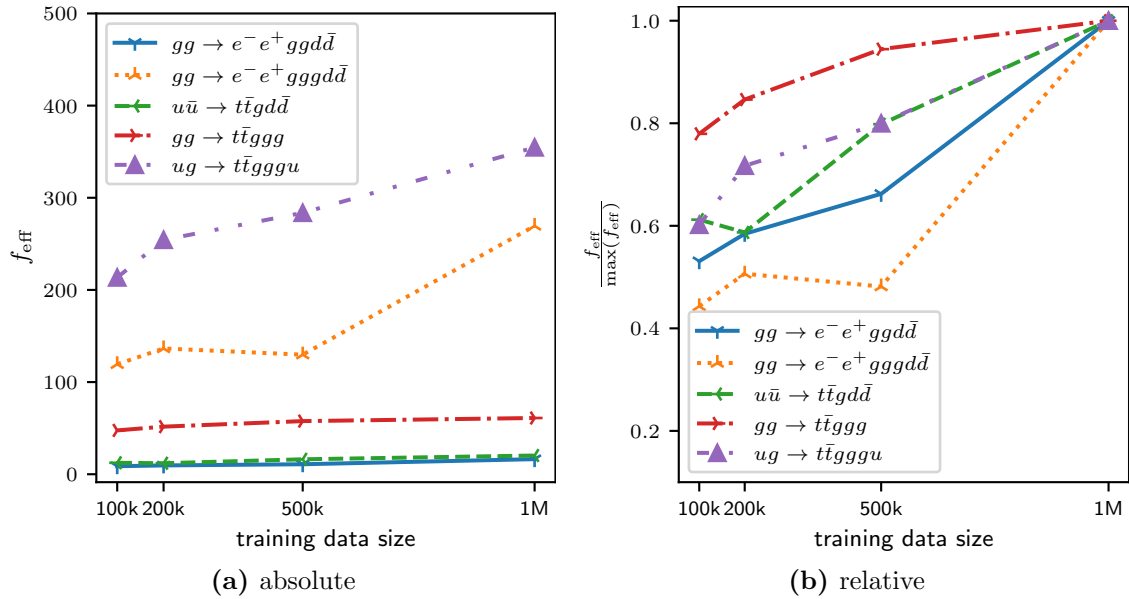 500
400
300
200
100
0
f_eff
gg → e⁻e⁺ggdd̄
gg → e⁻e⁺gggdd̄
uū → tt̄gdd̄
gg → tt̄ggg
ug → tt̄gggu
100k 200k 500k 1M
training data size
(a) absolute
1.0
0.8
0.6
0.4
0.2
f_eff / max(f_eff)
gg → e⁻e⁺ggdd̄
gg → e⁻e⁺gggdd̄
uū → tt̄gdd̄
gg → tt̄ggg
ug → tt̄gggu
100k 200k 500k 1M
training data size
(b) relative